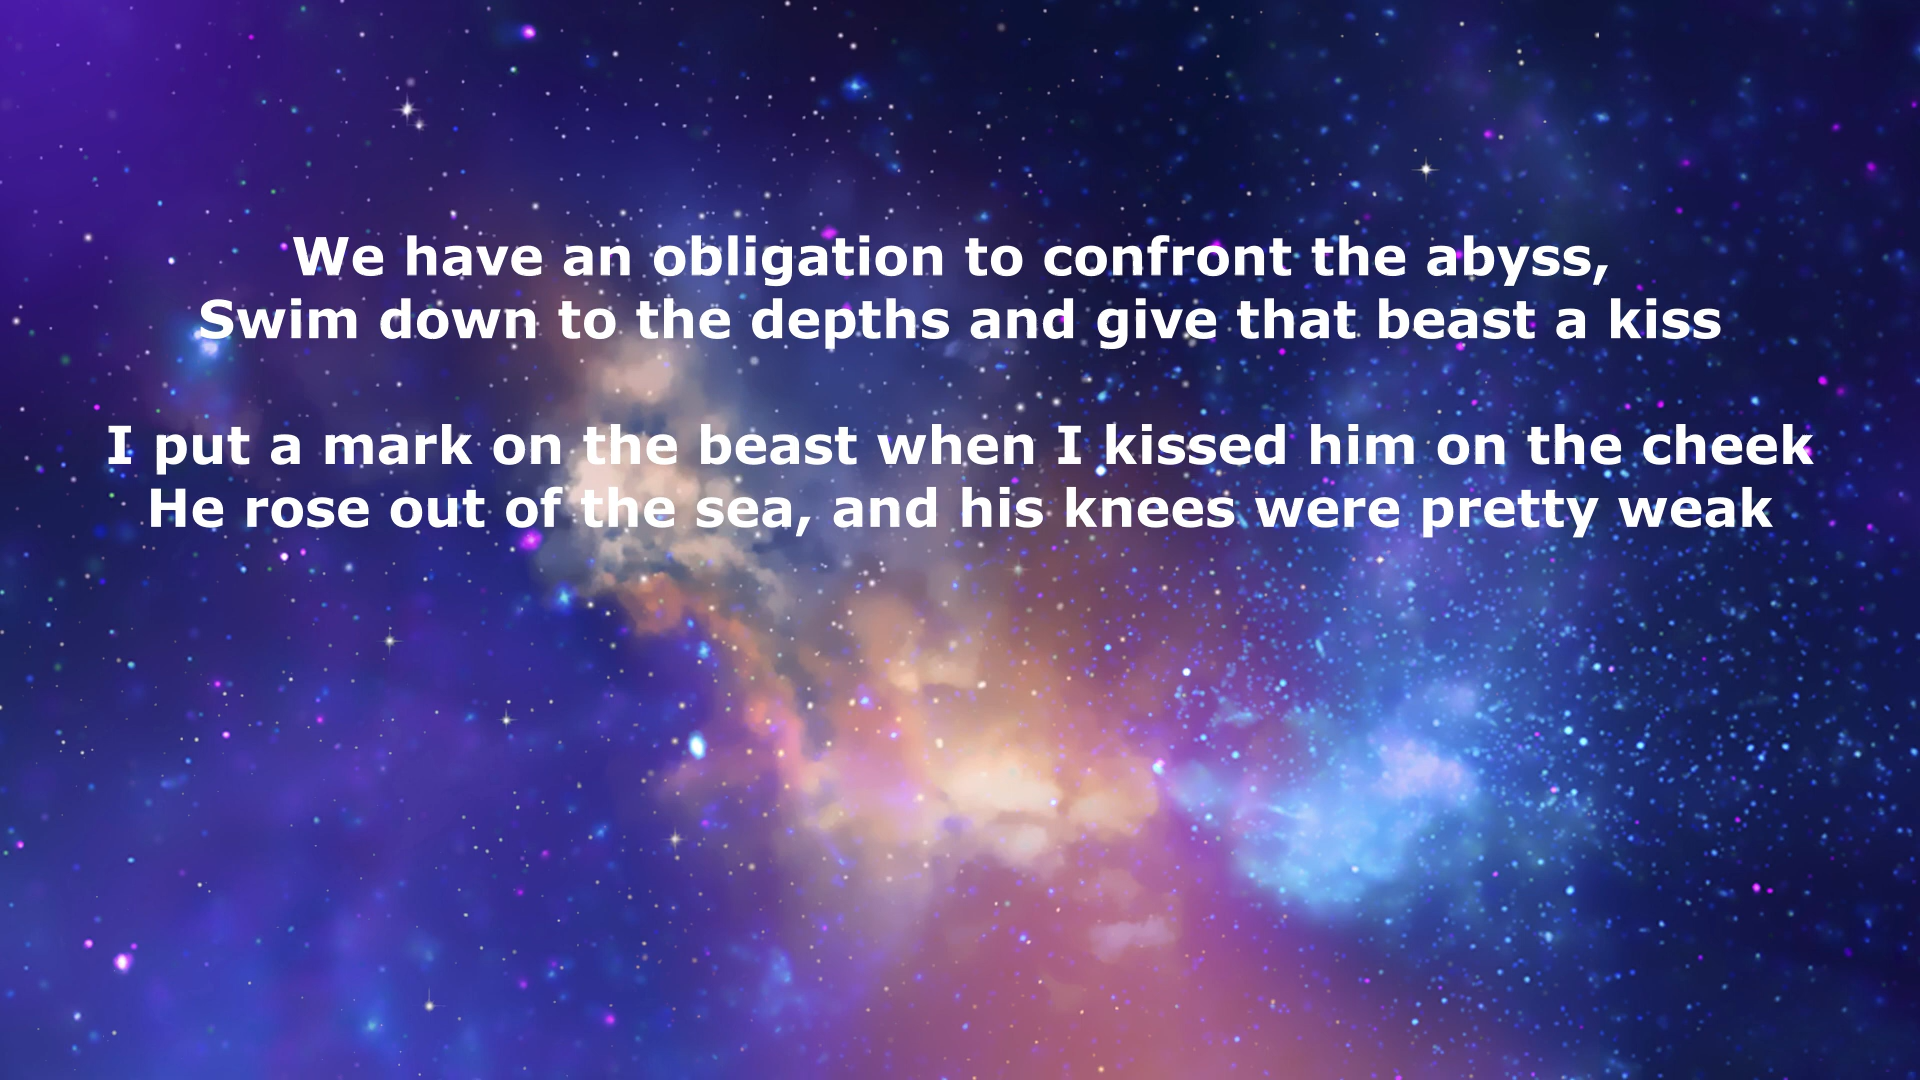 We have an obligation to confront the abyss,
Swim down to the depths and give that beast a kiss
I put a mark on the beast when I kissed him on the cheek
He rose out of the sea, and his knees were pretty weak